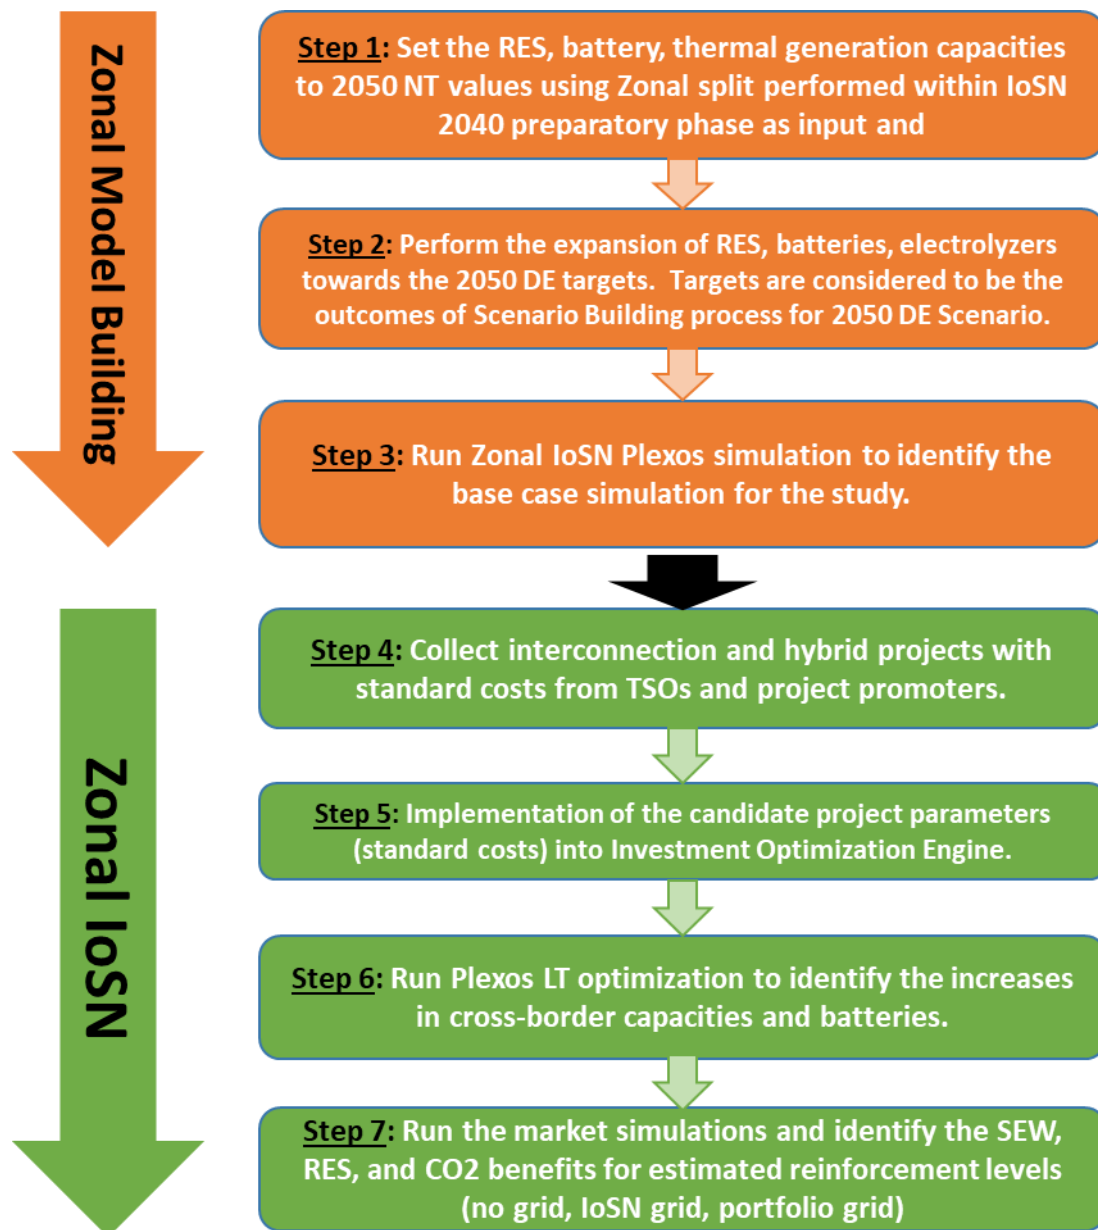 Zonal Model Building
Step 1: Set the RES, battery, thermal generation capacities
to 2050 NT values using Zonal split performed within IoSN
2040 preparatory phase as input and
Step 2: Perform the expansion of RES, batteries, electrolyzers
towards the 2050 DE targets. Targets are considered to be the
outcomes of Scenario Building process for 2050 DE Scenario.
Step 3: Run Zonal IoSN Plexos simulation to identify the
base case simulation for the study.
Zonal IoSN
Step 4: Collect interconnection and hybrid projects with
standard costs from TSOs and project promoters.
Step 5: Implementation of the candidate project parameters
(standard costs) into Investment Optimization Engine.
Step 6: Run Plexos LT optimization to identify the increases
in cross-border capacities and batteries.
Step 7: Run the market simulations and identify the SEW,
RES, and CO2 benefits for estimated reinforcement levels
(no grid, IoSN grid, portfolio grid)